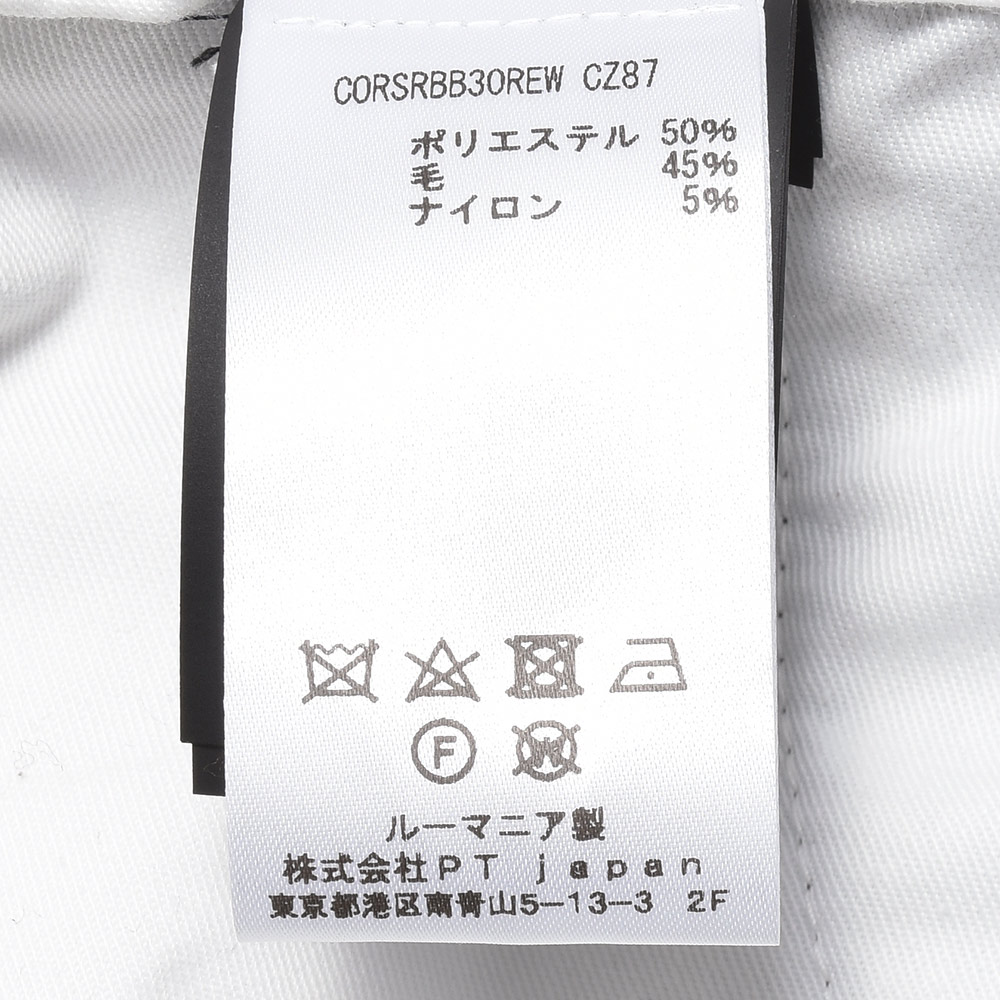 CORSRBB30REW CZ87
ポリエステル 50%
毛 45%
ナイロン 5%
F
W
ルーマニア製
株式会社PT japan
東京都港区南青山5-13-3 2F